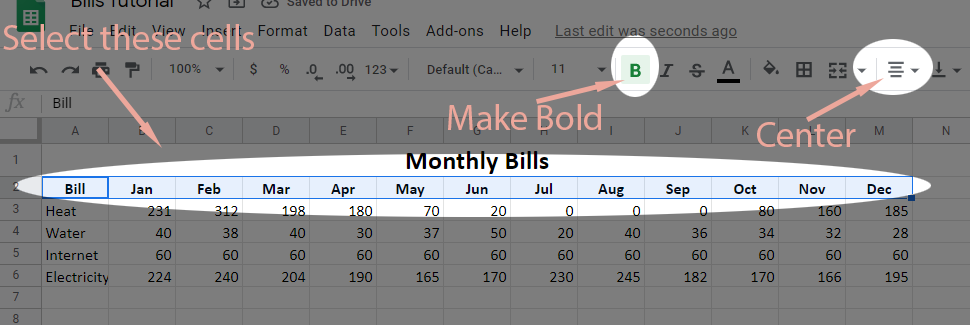 Bills Tutorial
Saved to Drive
File Edit View Insert Format Data Tools Add-ons Help Last edit was seconds ago
Select these cells
100% $ % .0 .00 123 Default (Ca... 11 B I S A
Make Bold
Center
fx Bill
A B C D E F G H I J K L M N
1 Monthly Bills
2 Bill Jan Feb Mar Apr May Jun Jul Aug Sep Oct Nov Dec
3 Heat 231 312 198 180 70 20 0 0 0 80 160 185
4 Water 40 38 40 30 37 50 20 40 36 34 32 28
5 Internet 60 60 60 60 60 60 60 60 60 60 60 60
6 Electricity 224 240 204 190 165 170 230 245 182 170 166 195
7
8